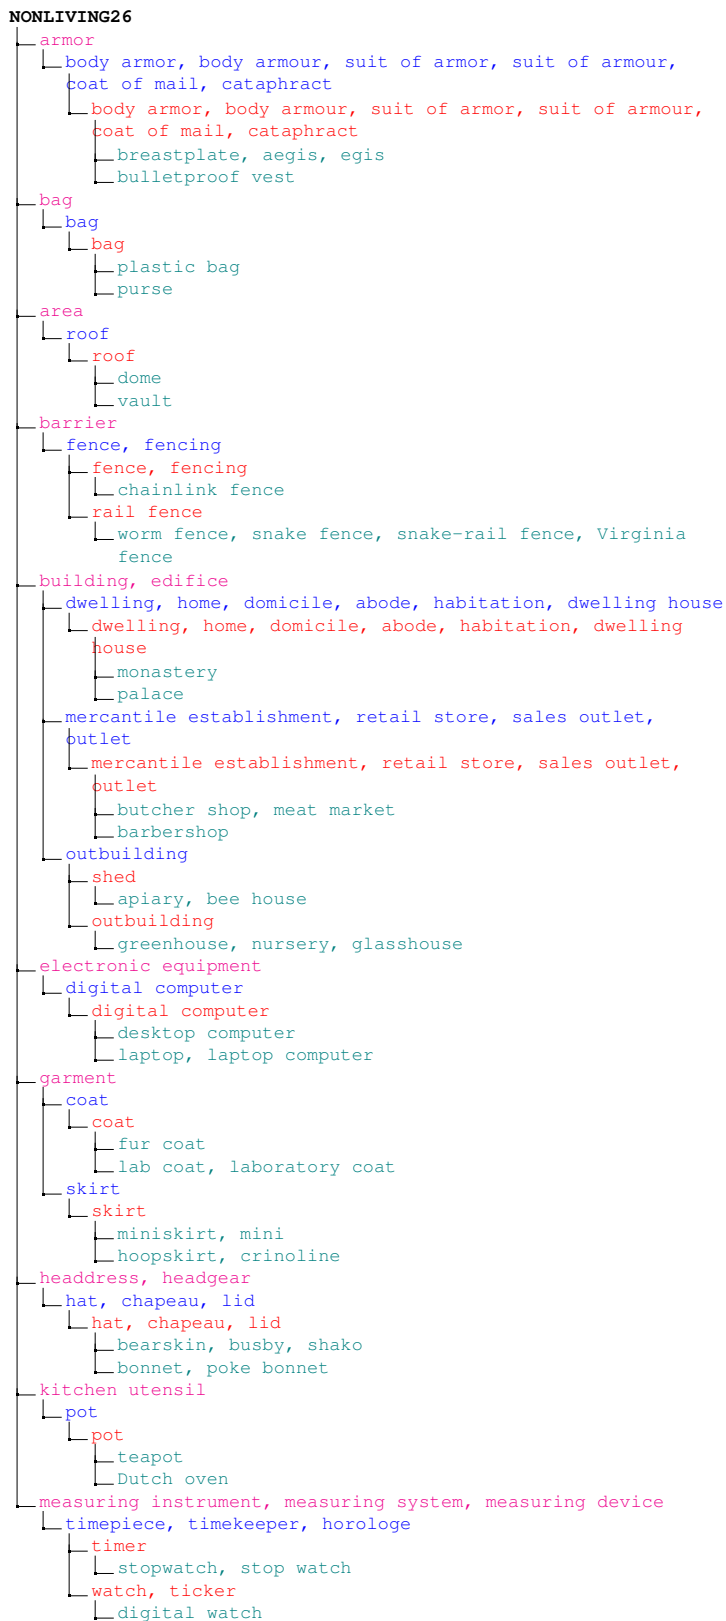 NONLIVING26
armor
body armor, body armour, suit of armor, suit of armour,
coat of mail, cataphract
body armor, body armour, suit of armor, suit of armour,
coat of mail, cataphract
breastplate, aegis, egis
bulletproof vest
bag
bag
bag
plastic bag
purse
area
roof
roof
dome
vault
barrier
fence, fencing
fence, fencing
chainlink fence
rail fence
worm fence, snake fence, snake-rail fence, Virginia
fence
building, edifice
dwelling, home, domicile, abode, habitation, dwelling house
dwelling, home, domicile, abode, habitation, dwelling
house
monastery
palace
mercantile establishment, retail store, sales outlet,
outlet
mercantile establishment, retail store, sales outlet,
outlet
butcher shop, meat market
barbershop
outbuilding
shed
apiary, bee house
outbuilding
greenhouse, nursery, glasshouse
electronic equipment
digital computer
digital computer
desktop computer
laptop, laptop computer
garment
coat
coat
fur coat
lab coat, laboratory coat
skirt
skirt
miniskirt, mini
hoopskirt, crinoline
headdress, headgear
hat, chapeau, lid
hat, chapeau, lid
bearskin, busby, shako
bonnet, poke bonnet
kitchen utensil
pot
pot
teapot
Dutch oven
measuring instrument, measuring system, measuring device
timepiece, timekeeper, horologe
timer
stopwatch, stop watch
watch, ticker
digital watch